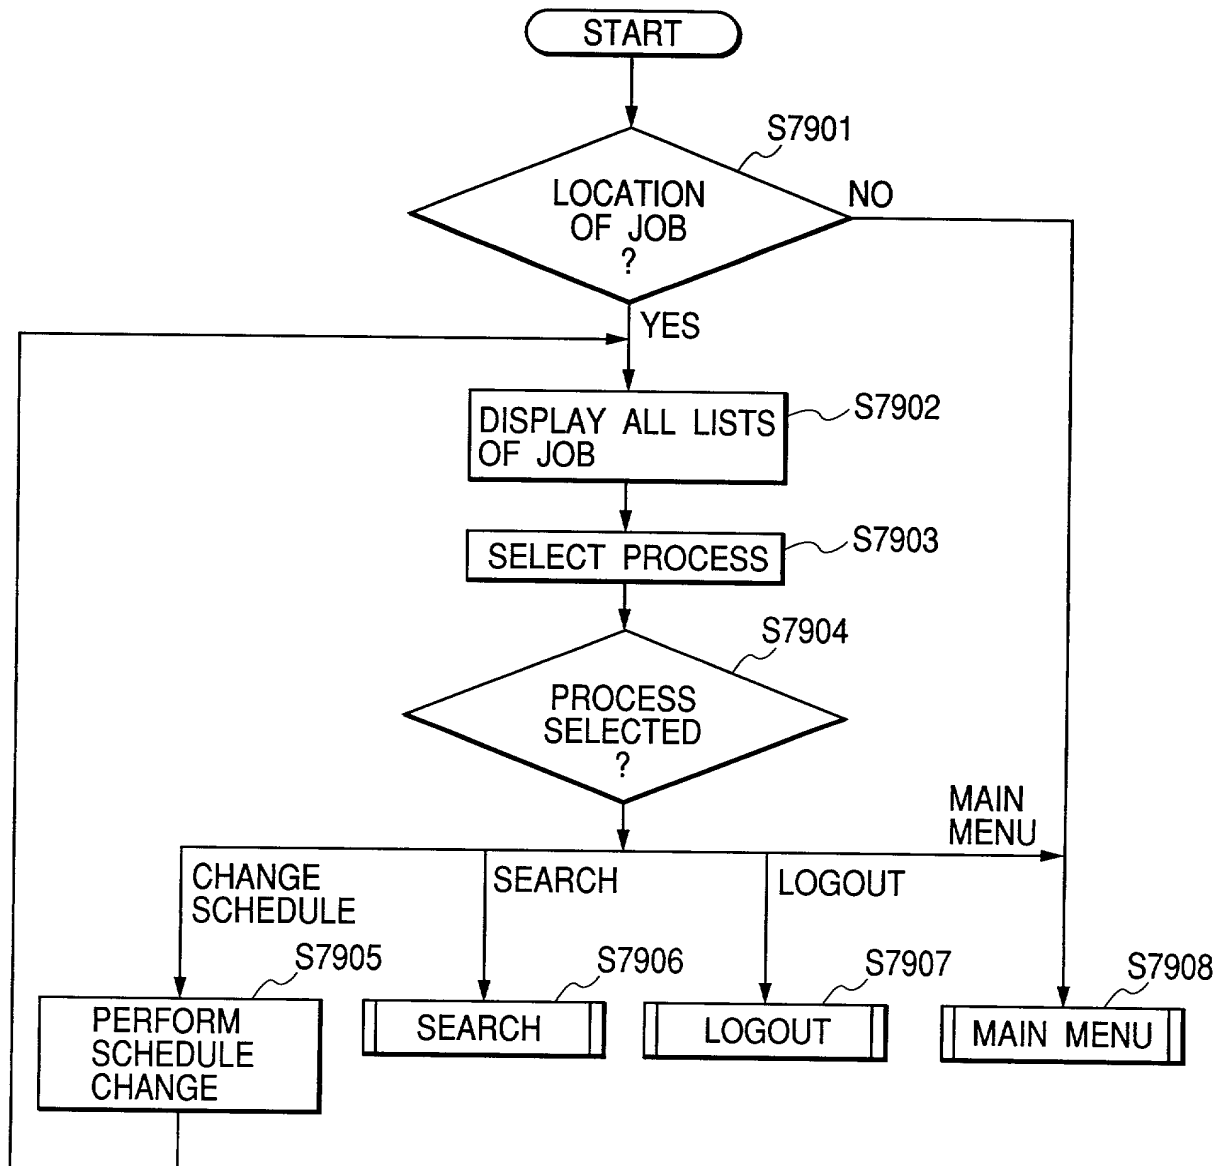 START
S7901
LOCATION
OF JOB
?
NO
YES
DISPLAY ALL LISTS
OF JOB
S7902
SELECT PROCESS
S7903
S7904
PROCESS
SELECTED
?
MAIN
MENU
CHANGE
SCHEDULE
SEARCH
LOGOUT
S7905
S7906
S7907
S7908
PERFORM
SCHEDULE
CHANGE
SEARCH
LOGOUT
MAIN MENU